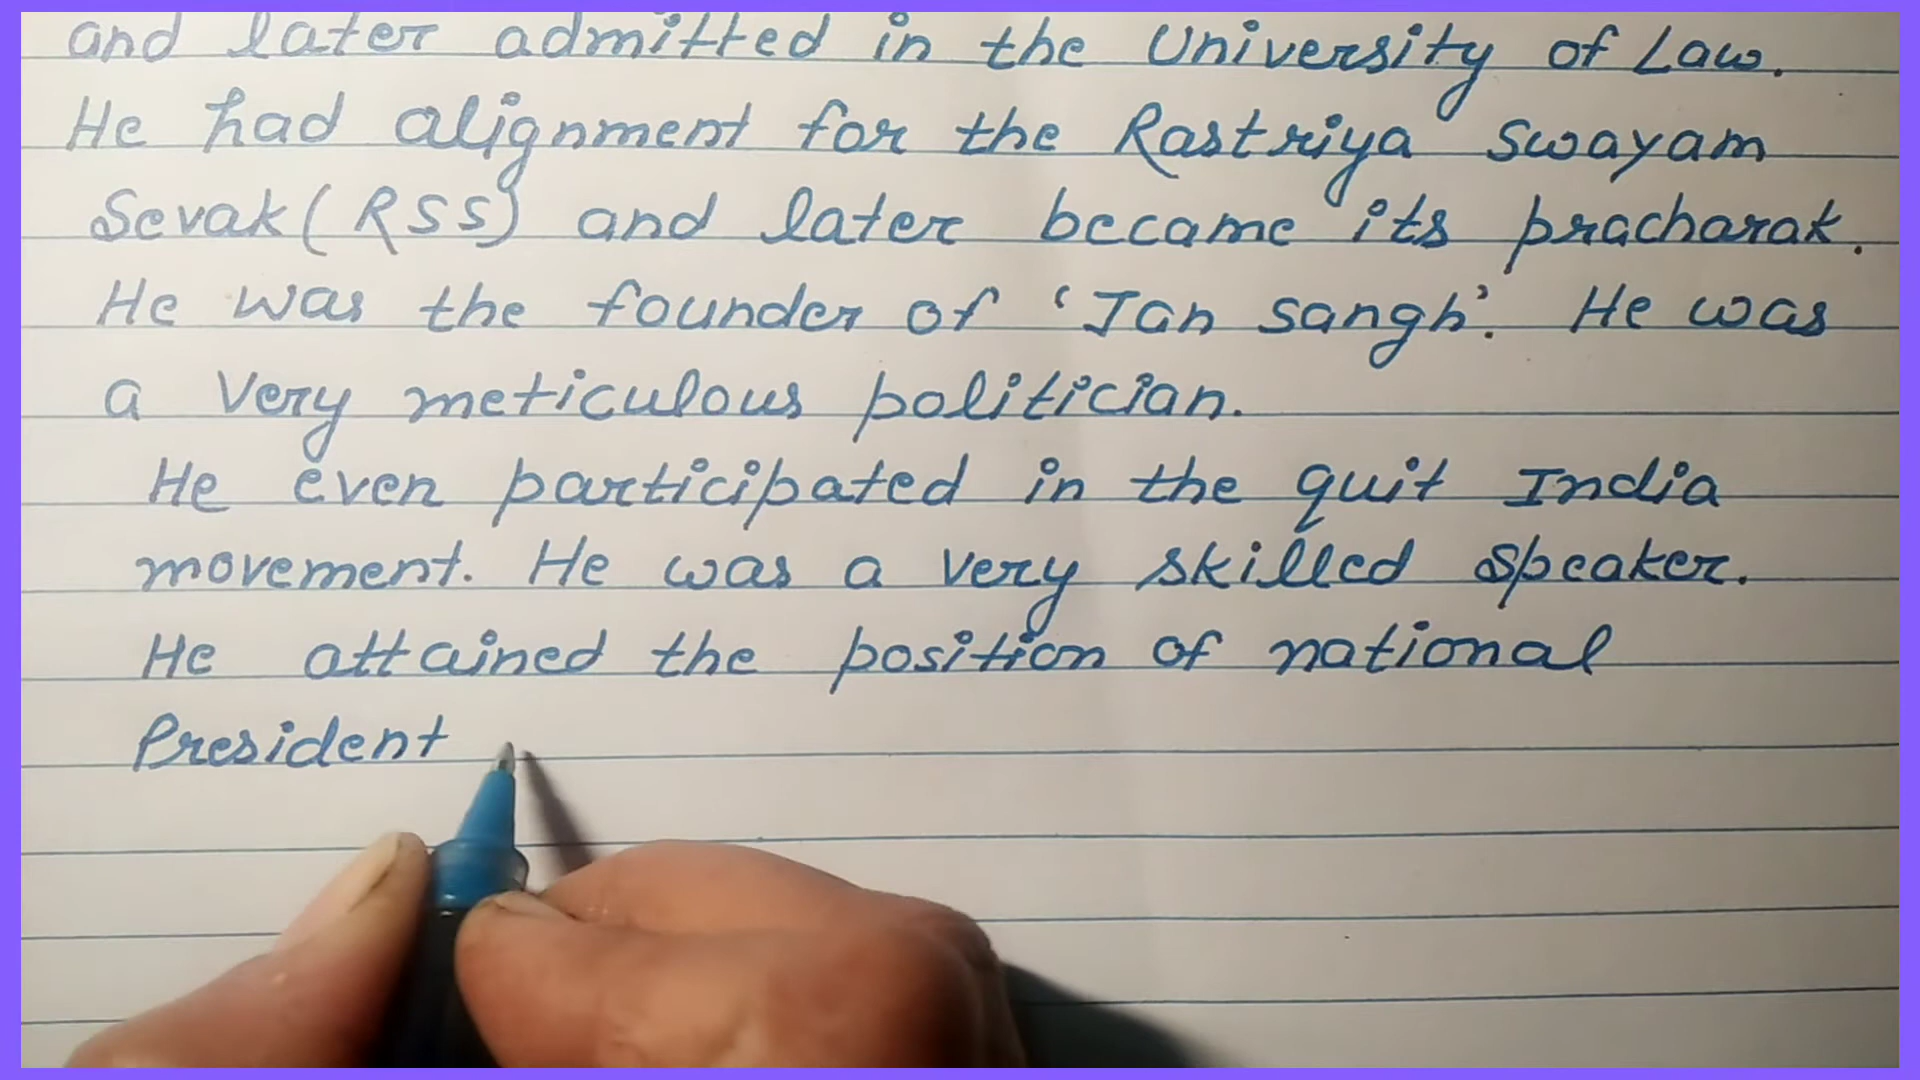 and later admitted in the University of Law.
He had alignment for the Rastriya Swayam
Sevak (RSS) and later became its pracharak.
He was the founder of 'Jan sangh'. He was
a very meticulous politician.
He even participated in the quit India
movement. He was a very skilled speaker.
He attained the position of national
President